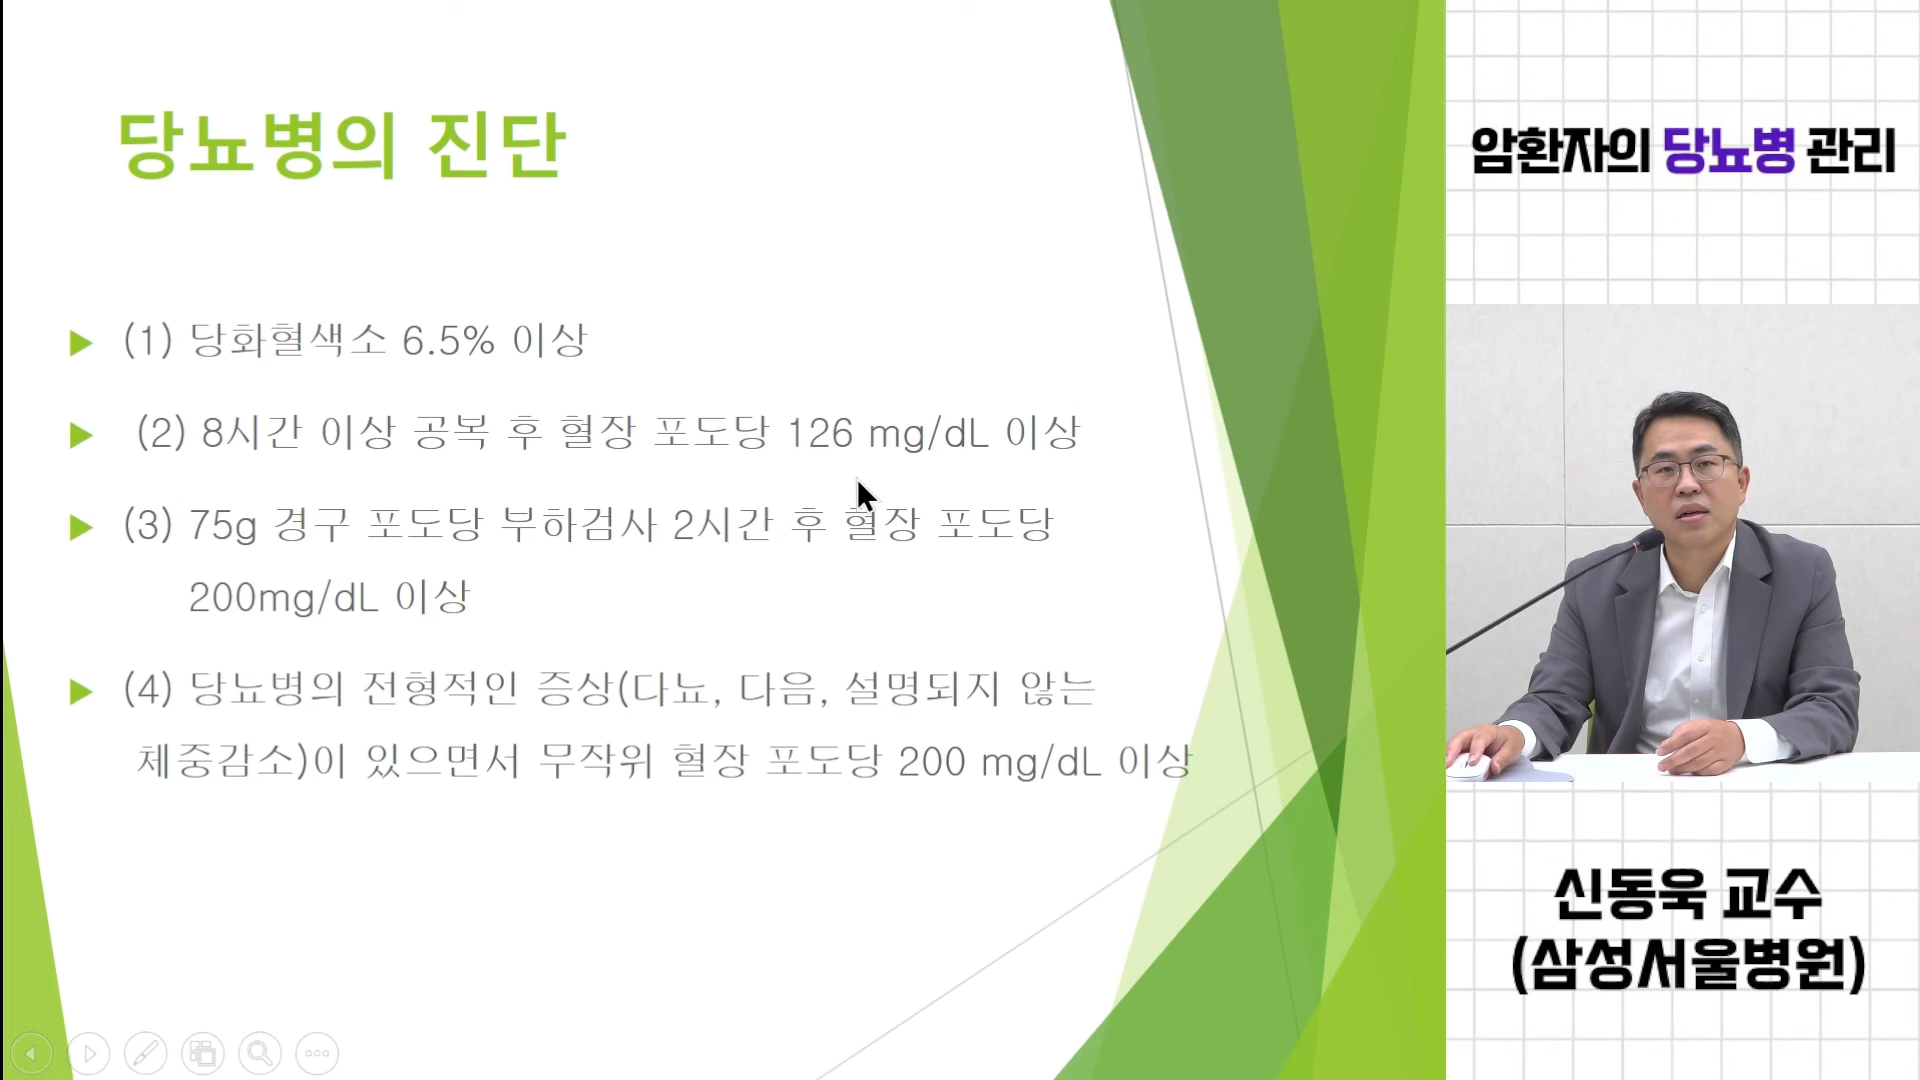 당뇨병의 진단
(1) 당화혈색소 6.5% 이상
(2) 8시간 이상 공복 후 혈장 포도당 126 mg/dL 이상
(3) 75g 경구 포도당 부하검사 2시간 후 혈장 포도당
200mg/dL 이상
(4) 당뇨병의 전형적인 증상(다뇨, 다음, 설명되지 않는
체중감소)이 있으면서 무작위 혈장 포도당 200 mg/dL 이상
암환자의 당뇨병 관리
신동욱 교수
(삼성서울병원)